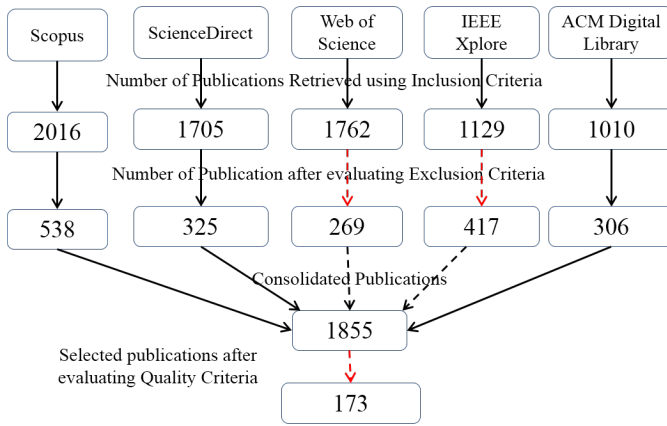 Scopus
ScienceDirect
Web of
Science
IEEE
Xplore
ACM Digital
Library
Number of Publications Retrieved using Inclusion Criteria
2016
1705
1762
1129
1010
Number of Publication after evaluating Exclusion Criteria
538
325
269
417
306
Consolidated Publications
1855
Selected publications after
evaluating Quality Criteria
173